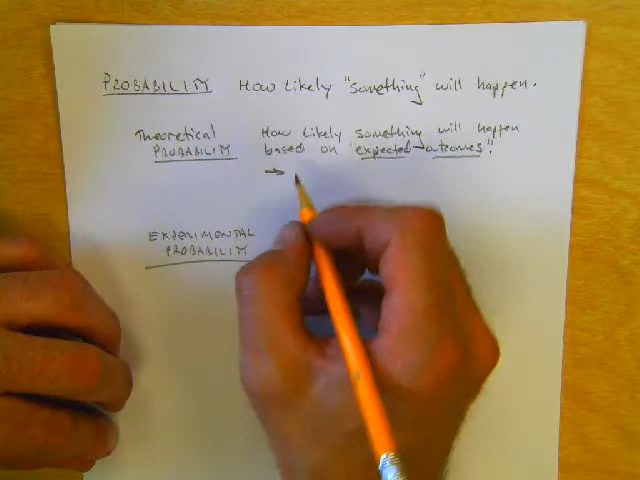 PROBABILITY How likely "something" will happen.
Theoretical How likely something will happen
PROBABILITY based on "expected outcomes".
→
EXPERIMENTAL
PROBABILITY